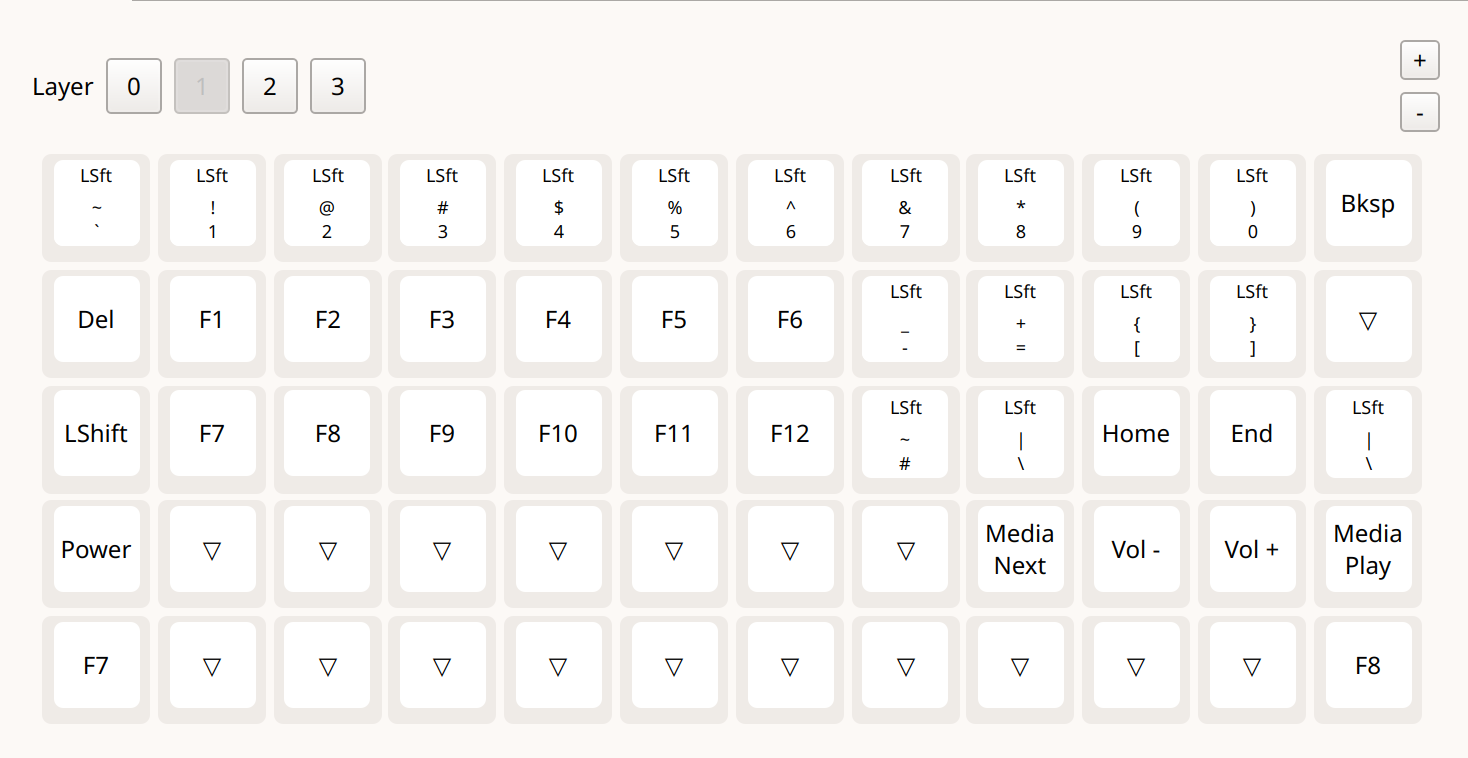 +
Layer 0 1 2 3
-
LSft LSft LSft LSft LSft LSft LSft LSft LSft LSft LSft
~ ! @ # $ % ^ & * ( ) Bksp
` 1 2 3 4 5 6 7 8 9 0
LSft LSft LSft LSft
Del F1 F2 F3 F4 F5 F6 _ + { } ▽
- = [ ]
LSft LSft LSft
LShift F7 F8 F9 F10 F11 F12 ~ | Home End |
# \ \
Media Media
Power ▽ ▽ ▽ ▽ ▽ ▽ ▽ Vol - Vol +
Next Play
F7 ▽ ▽ ▽ ▽ ▽ ▽ ▽ ▽ ▽ ▽ F8